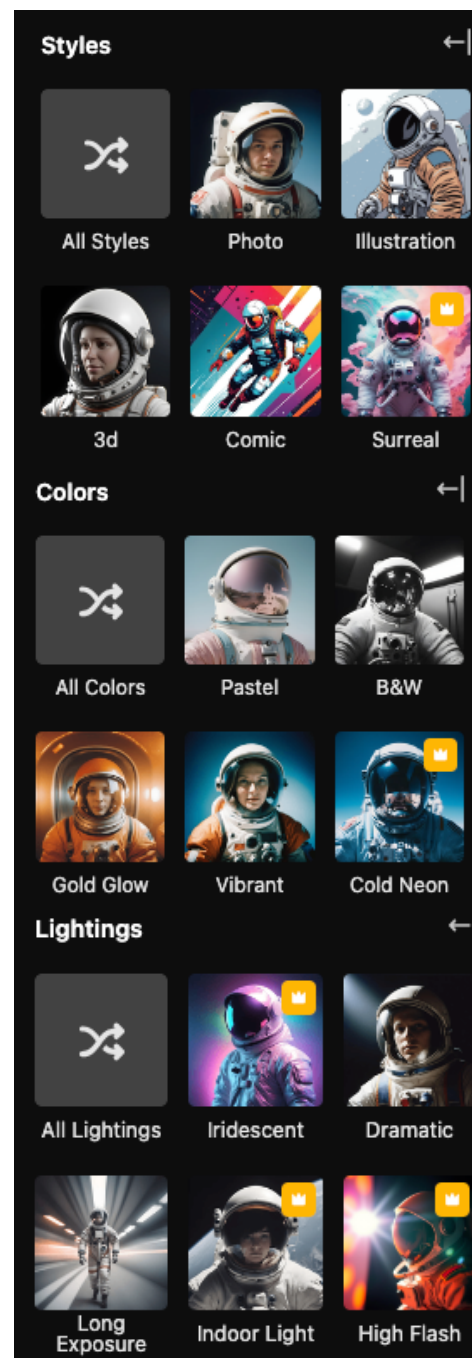 Styles
All Styles
Photo
Illustration
3d
Comic
Surreal
Colors
All Colors
Pastel
B&W
Gold Glow
Vibrant
Cold Neon
Lightings
All Lightings
Iridescent
Dramatic
Long
Exposure
Indoor Light
High Flash